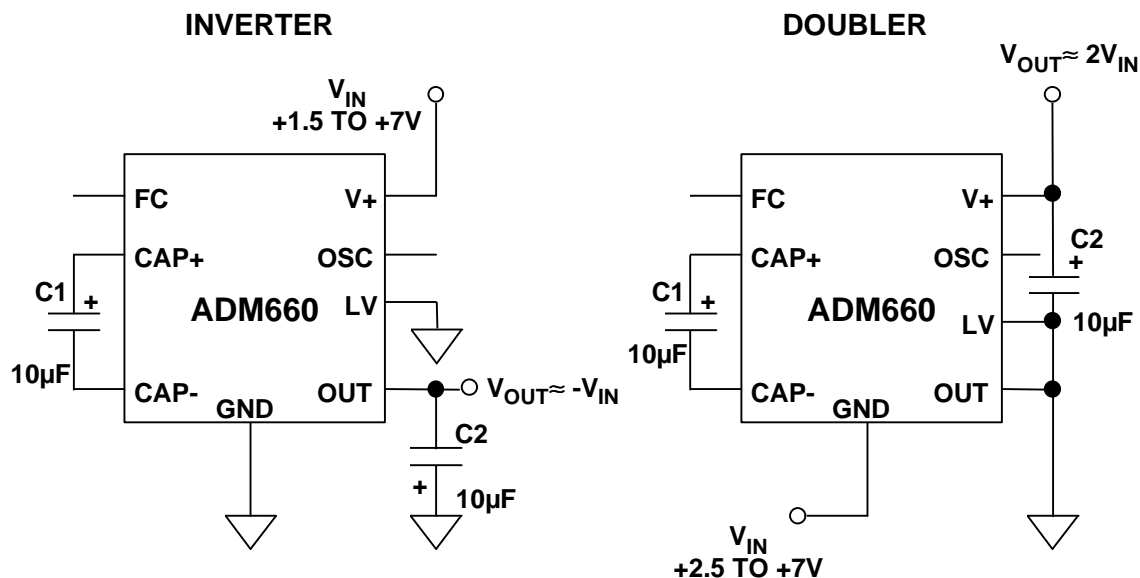 INVERTER
V_IN
+1.5 TO +7V
FC
V+
CAP+
OSC
C1
+
ADM660
LV
10µF
CAP-
GND
OUT
V_OUT≈ -V_IN
C2
+
10µF
DOUBLER
V_OUT≈ 2V_IN
FC
V+
CAP+
OSC
C2
+
C1
+
ADM660
LV
10µF
10µF
CAP-
GND
OUT
V_IN
+2.5 TO +7V